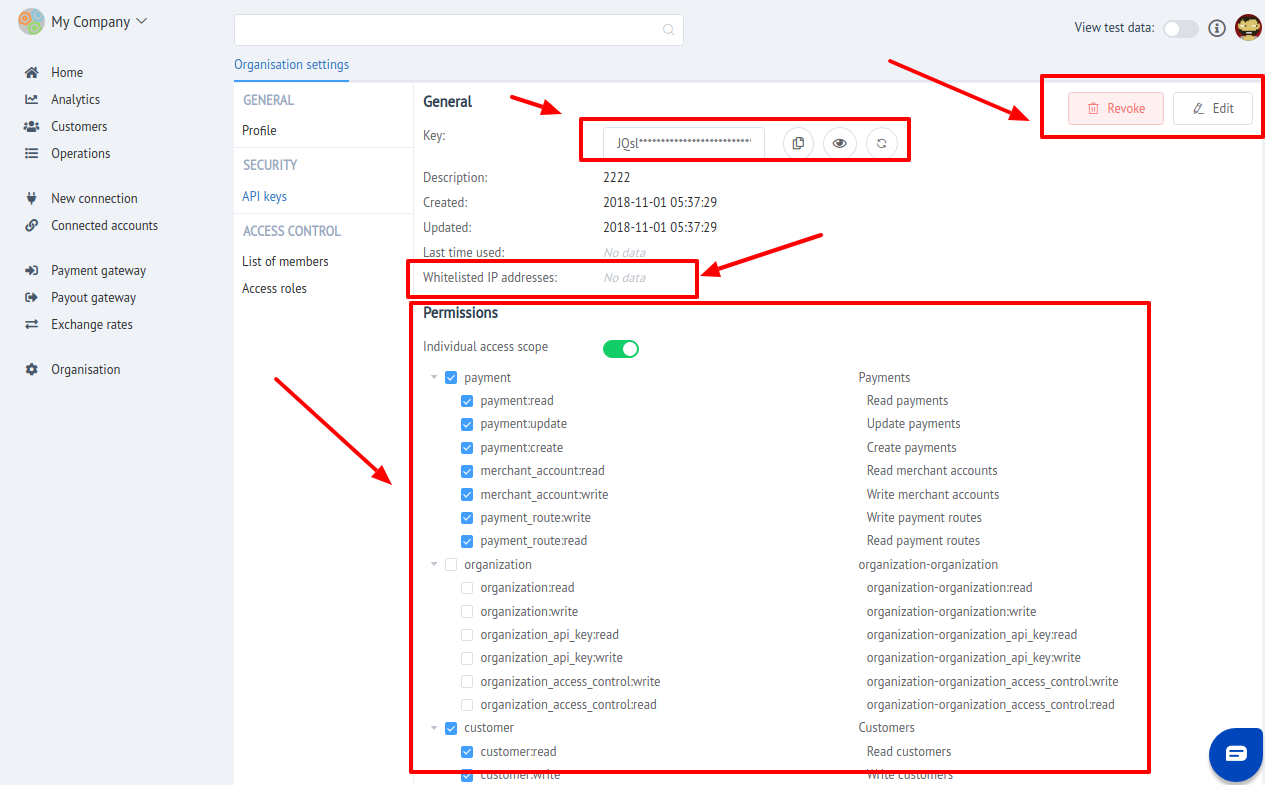 My Company
View test data:
Organisation settings
Home
Analytics
Customers
Operations
New connection
Connected accounts
Payment gateway
Payout gateway
Exchange rates
Organisation
GENERAL
Profile
SECURITY
API keys
ACCESS CONTROL
List of members
Access roles
General
Revoke
Edit
Key: JQsl**************************
Description: 2222
Created: 2018-11-01 05:37:29
Updated: 2018-11-01 05:37:29
Last time used: No data
Whitelisted IP addresses: No data
Permissions
Individual access scope
payment Payments
payment:read Read payments
payment:update Update payments
payment:create Create payments
merchant_account:read Read merchant accounts
merchant_account:write Write merchant accounts
payment_route:write Write payment routes
payment_route:read Read payment routes
organization organization-organization
organization:read organization-organization:read
organization:write organization-organization:write
organization_api_key:read organization-organization_api_key:read
organization_api_key:write organization-organization_api_key:write
organization_access_control:write organization-organization_access_control:write
organization_access_control:read organization-organization_access_control:read
customer Customers
customer:read Read customers
customer:write Write customers